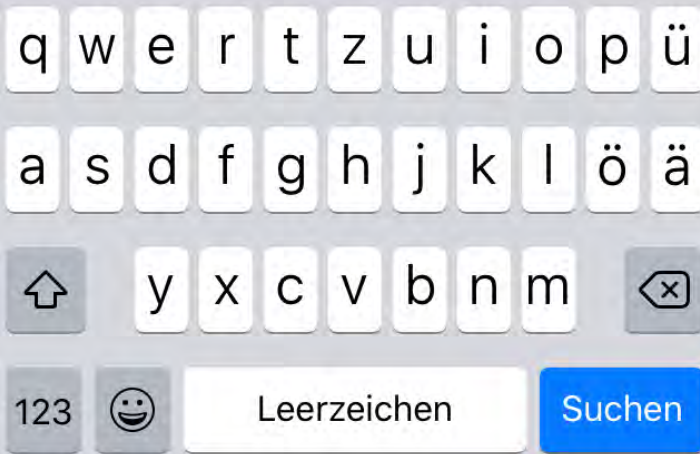 q w e r t z u i o p ü
a s d f g h j k l ö ä
y x c v b n m
123 Leerzeichen Suchen